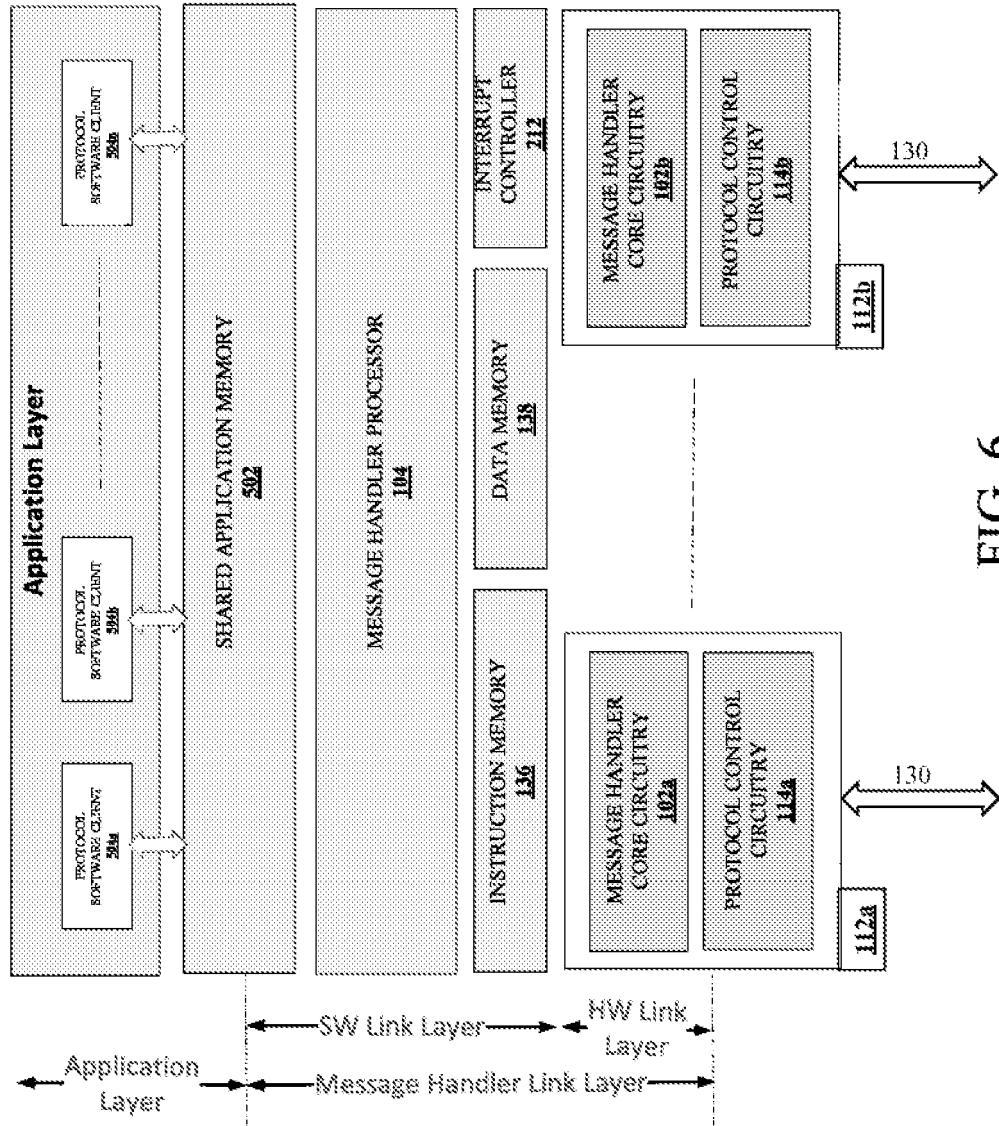 Application Layer
PROTOCOL
SOFTWARE CLIENT
504a
PROTOCOL
SOFTWARE CLIENT
504b
PROTOCOL
SOFTWARE CLIENT
504n
SHARED APPLICATION MEMORY
502
MESSAGE HANDLER PROCESSOR
104
INSTRUCTION MEMORY
136
DATA MEMORY
138
INTERRUPT
CONTROLLER
212
MESSAGE HANDLER
CORE CIRCUITRY
102a
PROTOCOL CONTROL
CIRCUITRY
114a
112a
130
MESSAGE HANDLER
CORE CIRCUITRY
102b
PROTOCOL CONTROL
CIRCUITRY
114b
112b
130
Application
Layer
SW Link Layer
HW Link
Layer
Message Handler Link Layer